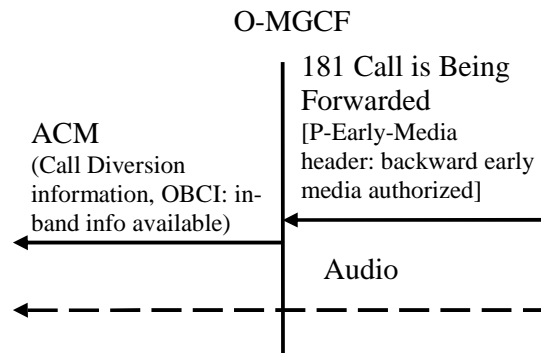 O-MGCF
181 Call is Being
Forwarded
[P-Early-Media
header: backward early
media authorized]
ACM
(Call Diversion
information, OBCI: in-
band info available)
Audio